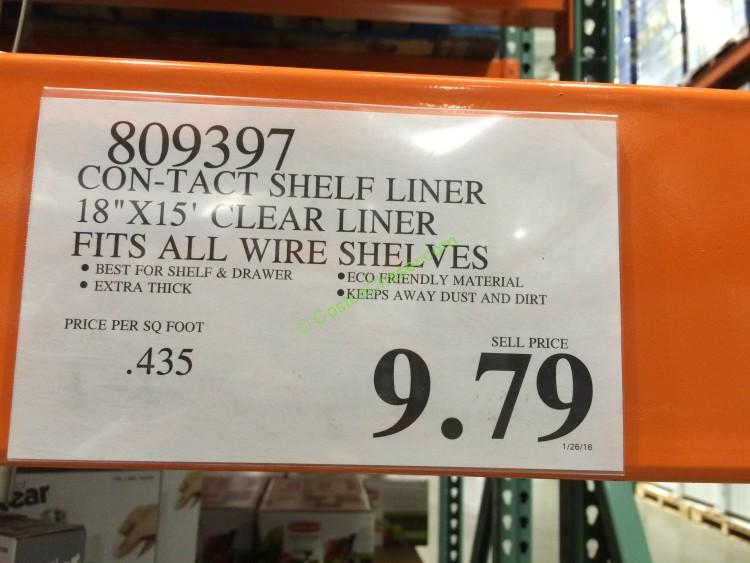 809397
CON-TACT SHELF LINER
18"X15' CLEAR LINER
FITS ALL WIRE SHELVES
• BEST FOR SHELF & DRAWER
• EXTRA THICK
• ECO FRIENDLY MATERIAL
• KEEPS AWAY DUST AND DIRT
PRICE PER SQ FOOT
.435
SELL PRICE
9.79
1/26/16